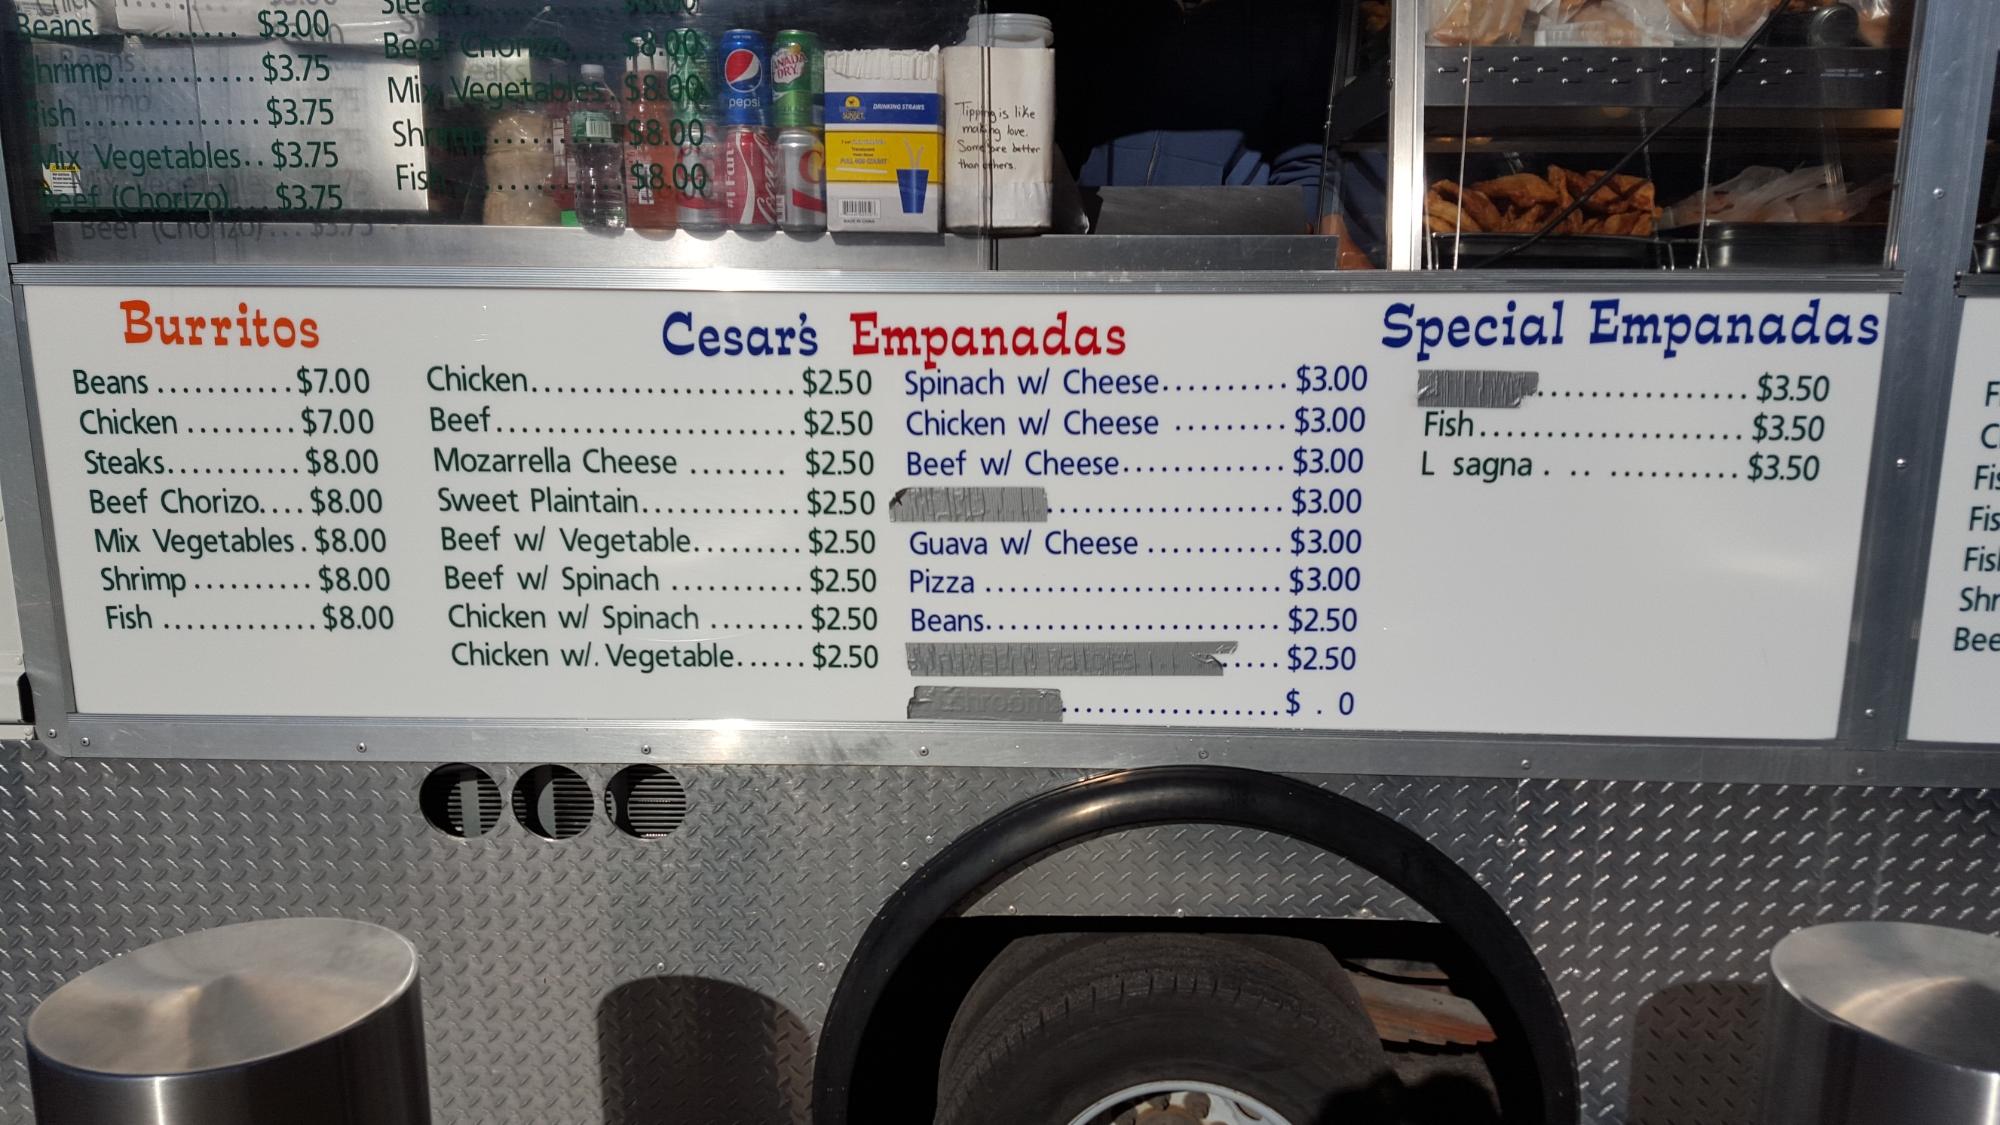 Beans ......... $3.00
Shrimp .......... $3.75
Fish ............ $3.75
Mix Vegetables.. $3.75
Beef (Chorizo).... $3.75
Beef Chorizo... $8.00
Mix Vegetables $8.00
Shrimp $8.00
Fish ............ $8.00
pepsi
CANADA DRY
DRINKING STRAWS
Tipping is like
making love.
Some are better
than others.
Burritos
Beans .......... $7.00
Chicken ......... $7.00
Steaks.......... $8.00
Beef Chorizo.... $8.00
Mix Vegetables . $8.00
Shrimp .......... $8.00
Fish ............. $8.00
Cesar's Empanadas
Chicken...................... $2.50
Beef......................... $2.50
Mozarrella Cheese ........ $2.50
Sweet Plaintain............. $2.50
Beef w/ Vegetable......... $2.50
Beef w/ Spinach ........... $2.50
Chicken w/ Spinach ........ $2.50
Chicken w/. Vegetable...... $2.50
Spinach w/ Cheese.......... $3.00
Chicken w/ Cheese ......... $3.00
Beef w/ Cheese............. $3.00
.................... $3.00
Guava w/ Cheese ........... $3.00
Pizza ........................ $3.00
Beans........................ $2.50
..... $2.50
................... $ . 0
Special Empanadas
.................. $3.50
Fish...................... $3.50
L sagna . .. ........... $3.50